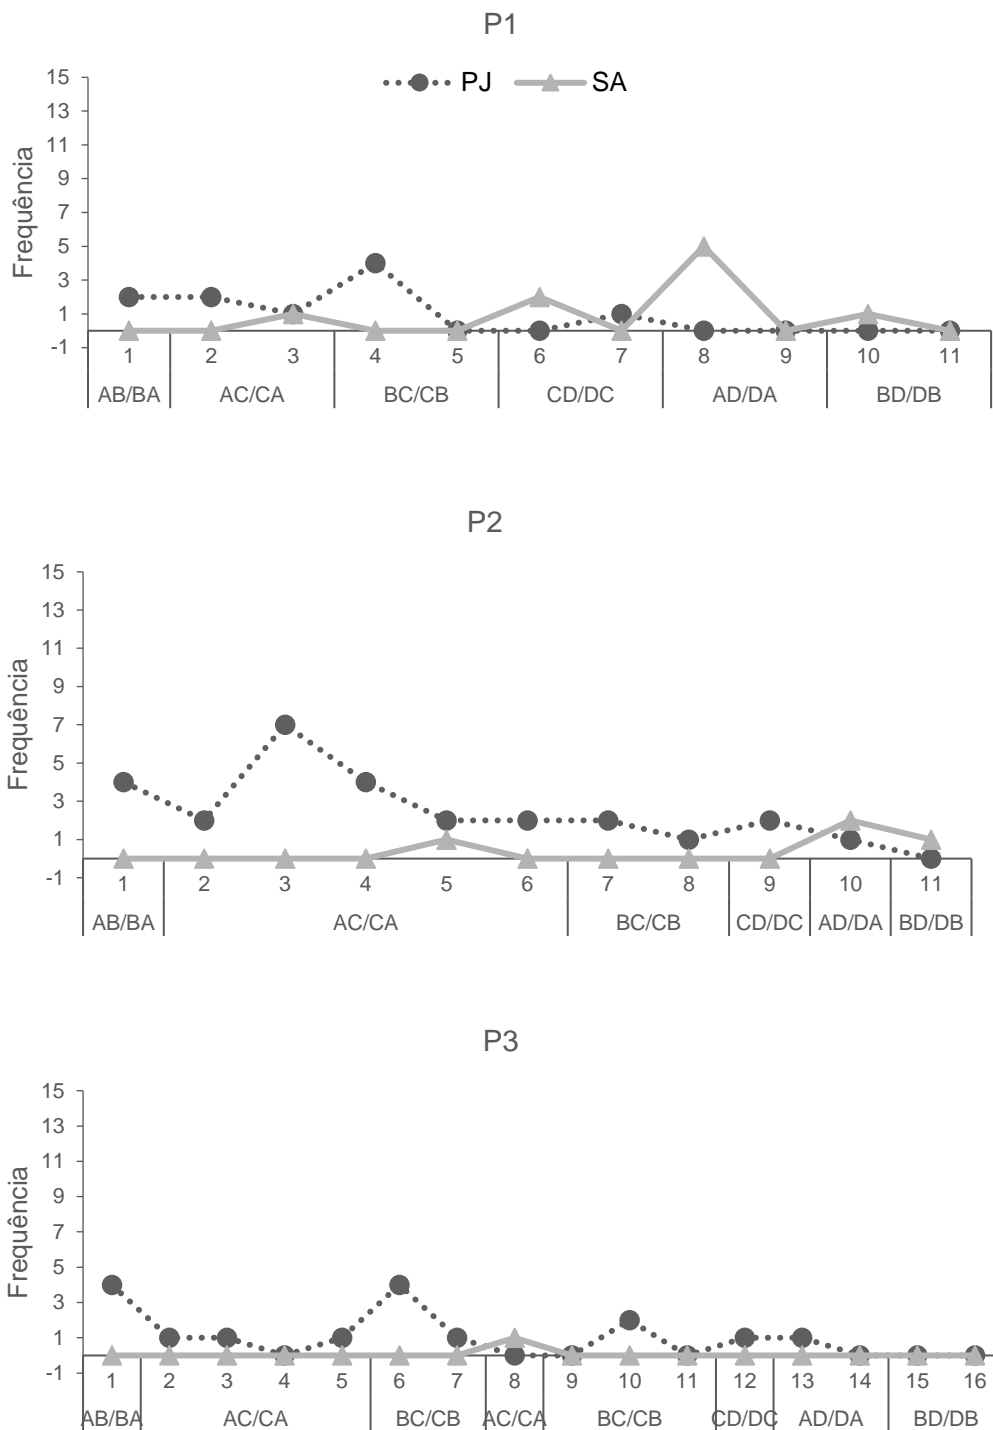 P1
PJ SA
15
13
11
9
7
5
3
1
-1
Frequência
1 2 3 4 5 6 7 8 9 10 11
AB/BA AC/CA BC/CB CD/DC AD/DA BD/DB
P2
15
13
11
9
7
5
3
1
-1
Frequência
1 2 3 4 5 6 7 8 9 10 11
AB/BA AC/CA BC/CB CD/DC AD/DA BD/DB
P3
15
13
11
9
7
5
3
1
-1
Frequência
1 2 3 4 5 6 7 8 9 10 11 12 13 14 15 16
AB/BA AC/CA BC/CB AC/CA BC/CB CD/DC AD/DA BD/DB